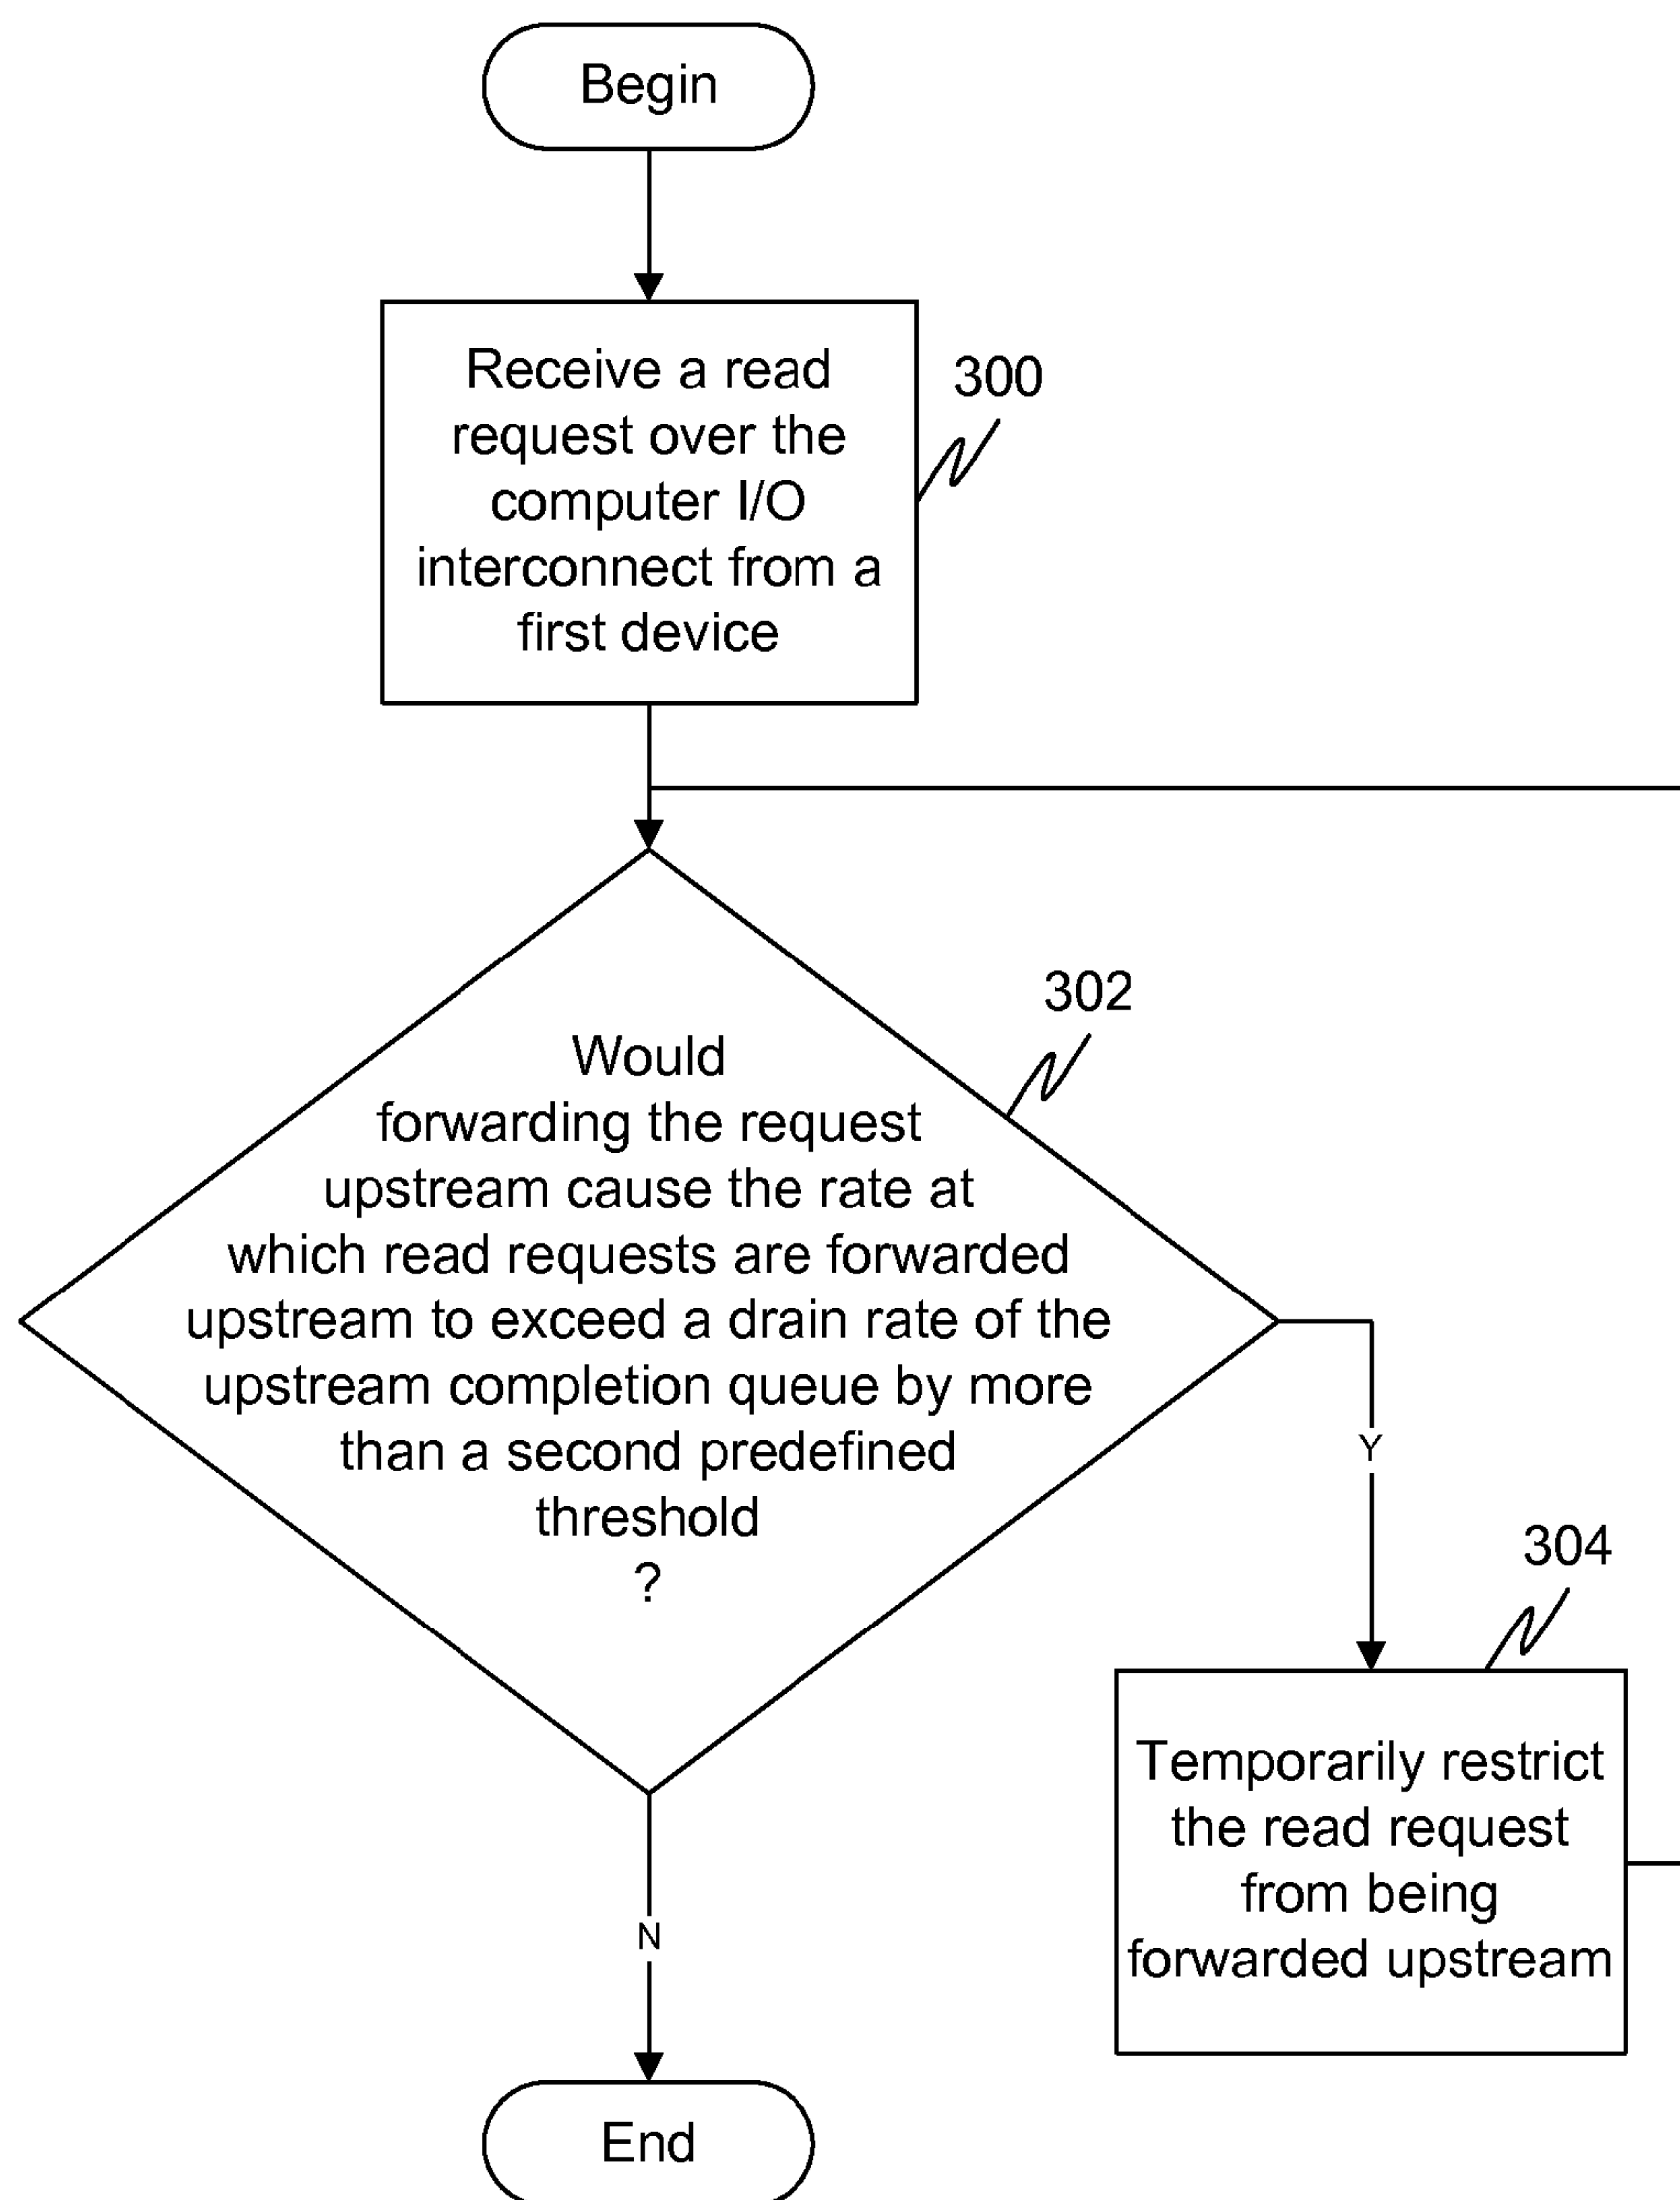 Begin
Receive a read
request over the
computer I/O
interconnect from a
first device
300
302
Would
forwarding the request
upstream cause the rate at
which read requests are forwarded
upstream to exceed a drain rate of the
upstream completion queue by more
than a second predefined
threshold
?
Y
304
Temporarily restrict
the read request
from being
forwarded upstream
N
End